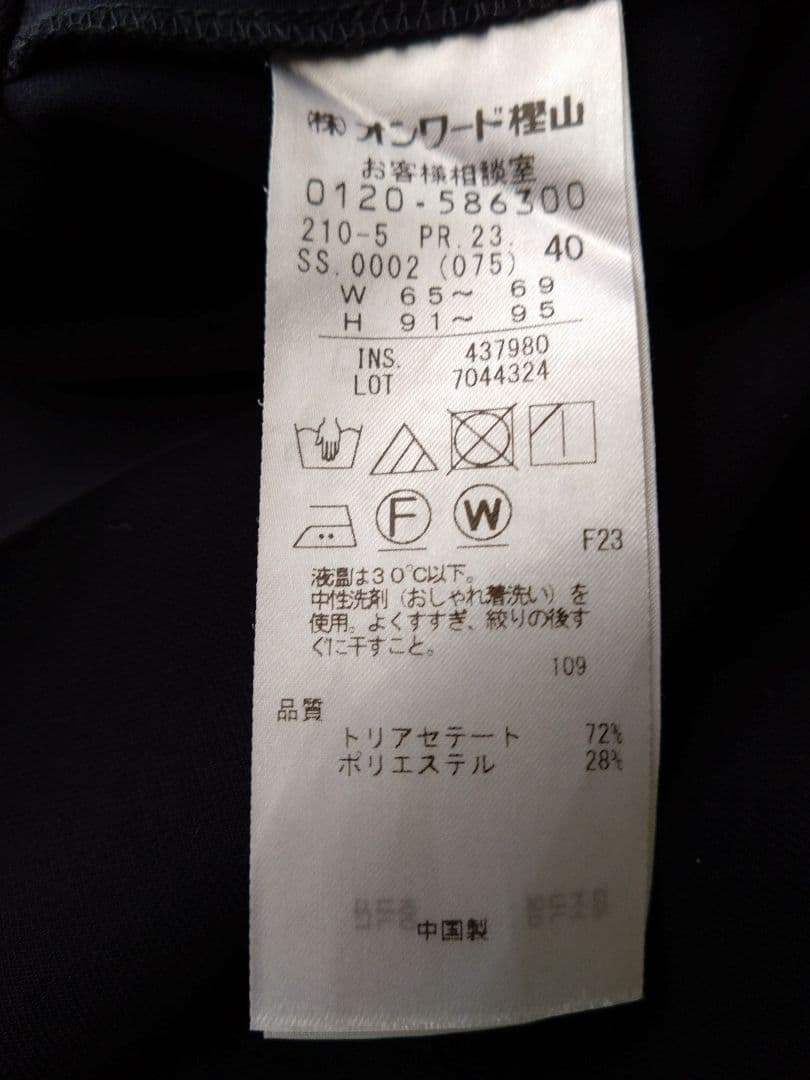 ㈱ オンワード樫山
お客様相談室
0120-586300
210-5 PR.23. 40
SS.0002 (075)
W 65～ 69
H 91～ 95
INS. 437980
LOT 7044324
F W F23
液温は30℃以下。
中性洗剤（おしゃれ着洗い）を
使用。よくすすぎ、絞りの後す
ぐに干すこと。
109
品質
トリアセテート 72%
ポリエステル 28%
中国製